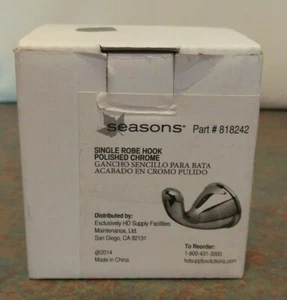 seasons® Part # 818242
SINGLE ROBE HOOK
POLISHED CHROME
GANCHO SENCILLO PARA BATA
ACABADO EN CROMO PULIDO
Distributed by:
Exclusively HD Supply Facilities
Maintenance, Ltd.
San Diego, CA 92131
@2014
Made in China
To Reorder:
1-800-431-3000
hdsupplysolutions.com